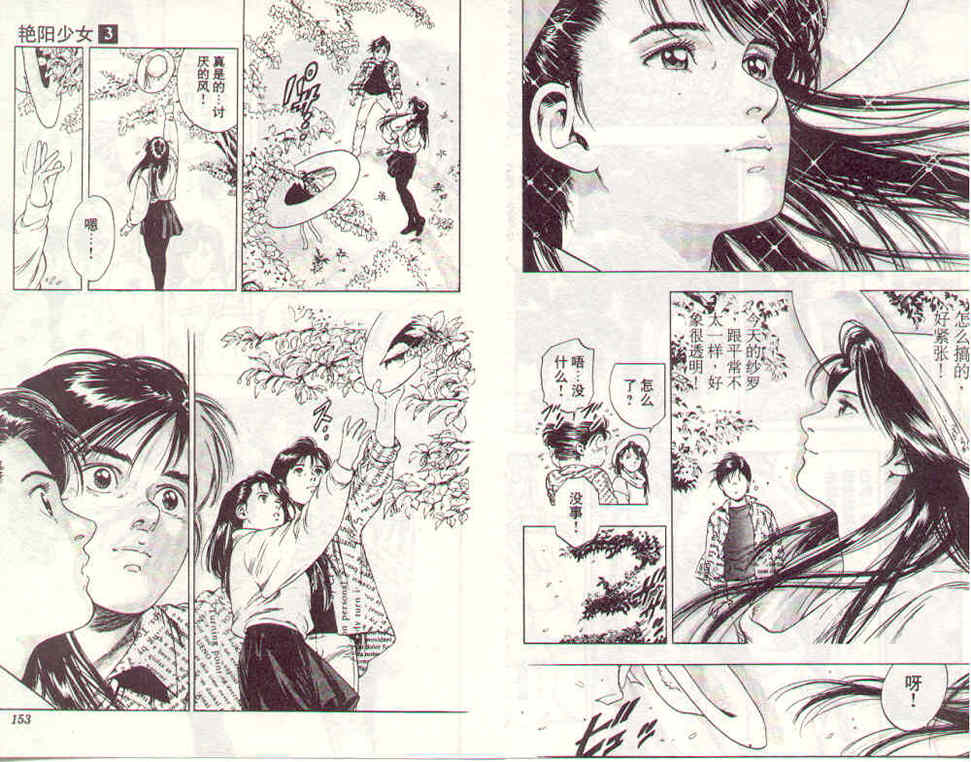 怎么搞的，
好紧张！
今天的纱罗
跟平常不
太一样，好
象很透明！
怎么
了？
唔…没
什么！
没事！
呀！
艳阳少女 3
真是的…讨
厌的风！
嗯…！
turning point
153